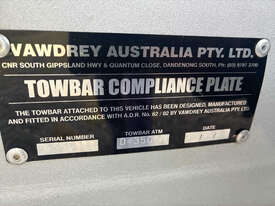 VAWDREY AUSTRALIA PTY. LTD.
CNR SOUTH GIPPSLAND HWY & QUANTUM CLOSE, DANDENONG SOUTH, PH: (03) 9797 3700
TOWBAR COMPLIANCE PLATE
THE TOWBAR ATTACHED TO THIS VEHICLE HAS BEEN DESIGNED, MANUFACTURED
AND FITTED IN ACCORDANCE WITH A.D.R. No. 62 / 02 BY VAWDREY AUSTRALIA PTY. LTD.
SERIAL NUMBER TOWBAR ATM DATE